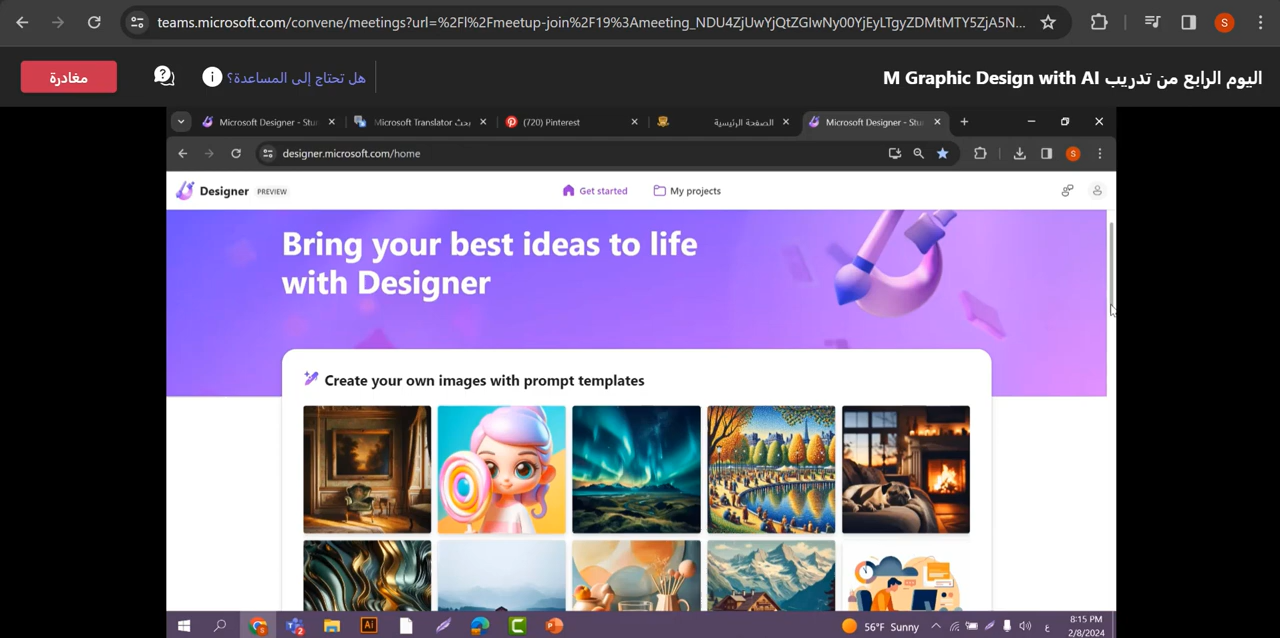 teams.microsoft.com/convene/meetings?url=%2Fl%2Fmeetup-join%2F19%3Ameeting_NDU4ZjUwYjQtZGIwNy00YjEyLTgyZDMtMTY5ZjA5N...
S
مغادرة
هل تحتاج إلى المساعدة؟
اليوم الرابع من تدريب M Graphic Design with AI
Microsoft Designer - Stu
Microsoft Translator بحث
(720) Pinterest
الصفحة الرئيسية
Microsoft Designer - Stu
designer.microsoft.com/home
S
Designer PREVIEW
Get started
My projects
Bring your best ideas to life
with Designer
Create your own images with prompt templates
Ai
56°F Sunny
ع
8:15 PM
2/8/2024